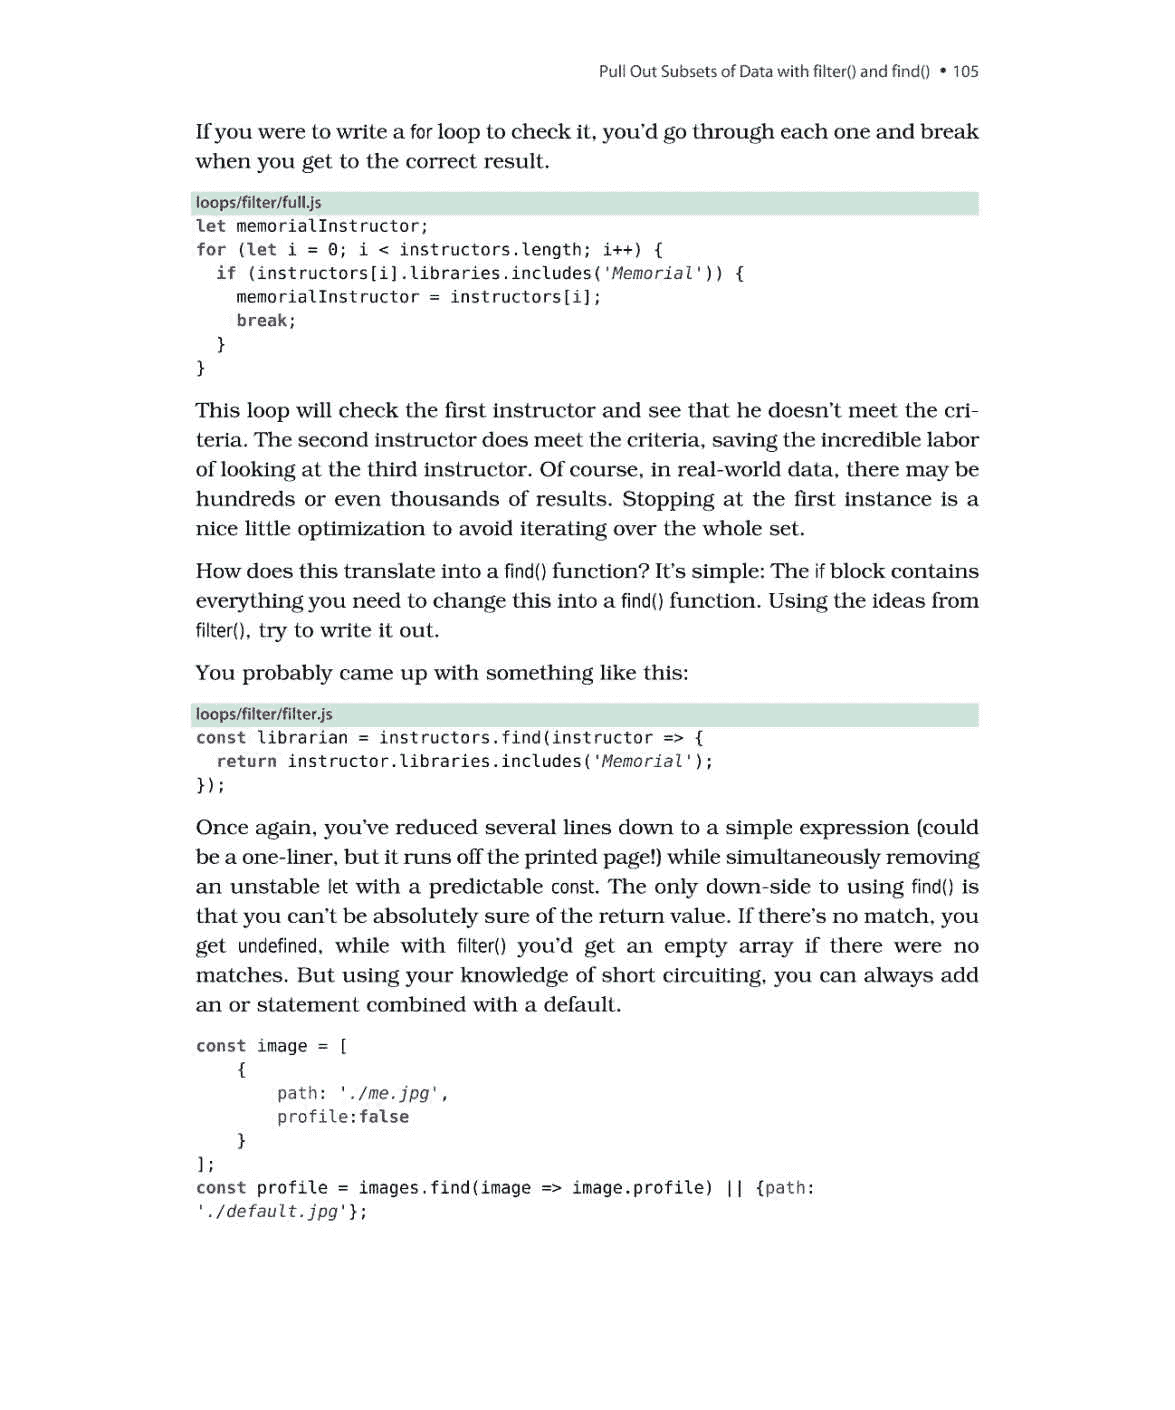 Pull Out Subsets of Data with filter() and find() • 105
If you were to write a for loop to check it, you'd go through each one and break
when you get to the correct result.
loops/filter/full.js
let memorialInstructor;
for (let i = 0; i < instructors.length; i++) {
  if (instructors[i].libraries.includes('Memorial')) {
    memorialInstructor = instructors[i];
    break;
  }
}
This loop will check the first instructor and see that he doesn't meet the cri-
teria. The second instructor does meet the criteria, saving the incredible labor
of looking at the third instructor. Of course, in real-world data, there may be
hundreds or even thousands of results. Stopping at the first instance is a
nice little optimization to avoid iterating over the whole set.
How does this translate into a find() function? It's simple: The if block contains
everything you need to change this into a find() function. Using the ideas from
filter(), try to write it out.
You probably came up with something like this:
loops/filter/filter.js
const librarian = instructors.find(instructor => {
  return instructor.libraries.includes('Memorial');
});
Once again, you've reduced several lines down to a simple expression (could
be a one-liner, but it runs off the printed page!) while simultaneously removing
an unstable let with a predictable const. The only down-side to using find() is
that you can't be absolutely sure of the return value. If there's no match, you
get undefined, while with filter() you'd get an empty array if there were no
matches. But using your knowledge of short circuiting, you can always add
an or statement combined with a default.
const image = [
    {
        path: './me.jpg',
        profile:false
    }
];
const profile = images.find(image => image.profile) || {path:
'./default.jpg'};